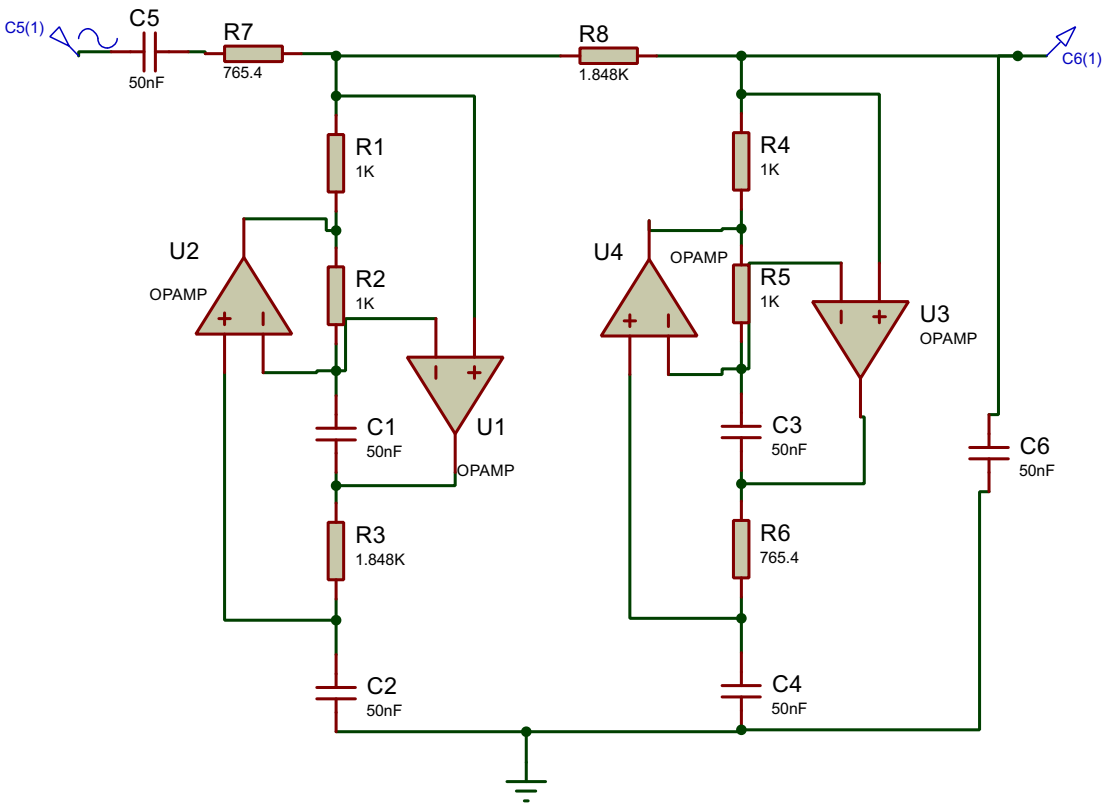 C5(1)
C5
50nF
R7
765.4
R8
1.848K
C6(1)
R1
1K
R4
1K
U2
OPAMP
R2
1K
U4
OPAMP
R5
1K
U3
OPAMP
C1
50nF
U1
OPAMP
C3
50nF
C6
50nF
R3
1.848K
R6
765.4
C2
50nF
C4
50nF